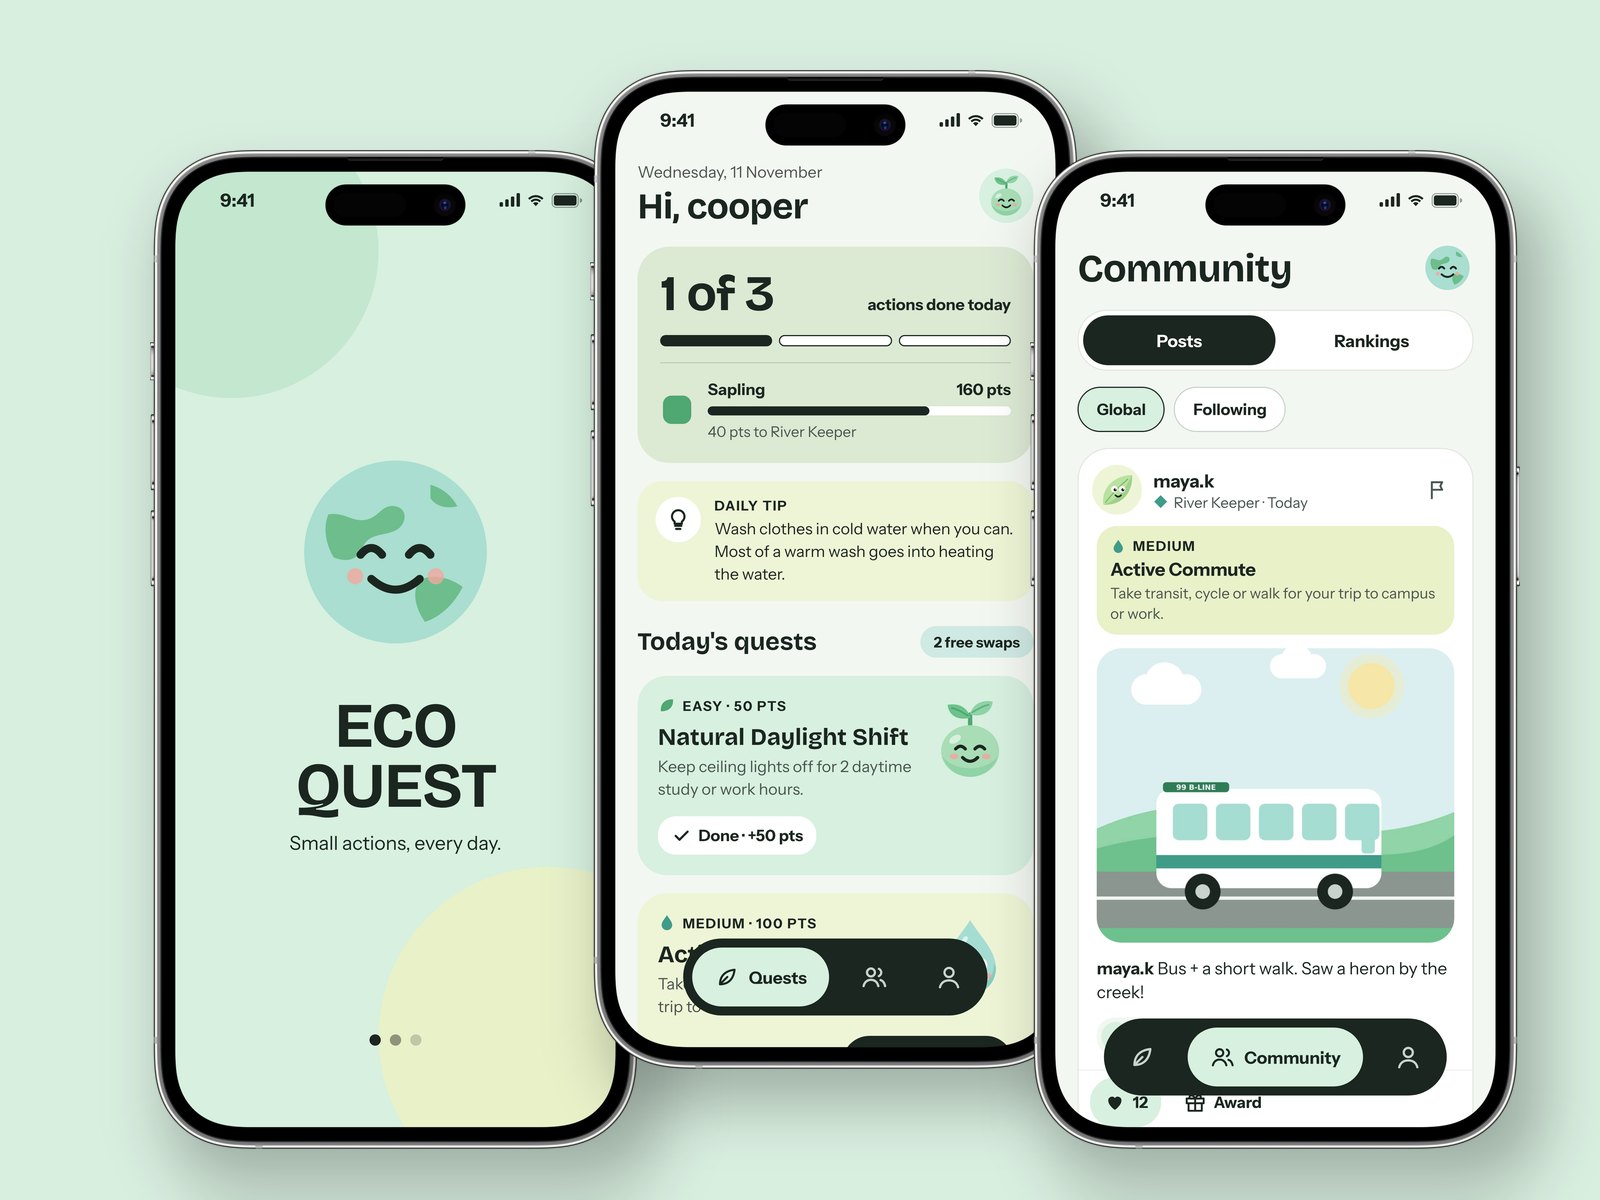 9:41
ECO
QUEST
Small actions, every day.
9:41
Wednesday, 11 November
Hi, cooper
1 of 3
actions done today
Sapling
160 pts
40 pts to River Keeper
DAILY TIP
Wash clothes in cold water when you can.
Most of a warm wash goes into heating
the water.
Today's quests
2 free swaps
EASY · 50 PTS
Natural Daylight Shift
Keep ceiling lights off for 2 daytime
study or work hours.
Done · +50 pts
MEDIUM · 100 PTS
trip to
Quests
9:41
Community
Posts
Rankings
Global
Following
maya.k
River Keeper · Today
MEDIUM
Active Commute
Take transit, cycle or walk for your trip to campus
or work.
99 B-LINE
maya.k Bus + a short walk. Saw a heron by the
creek!
Community
12
Award